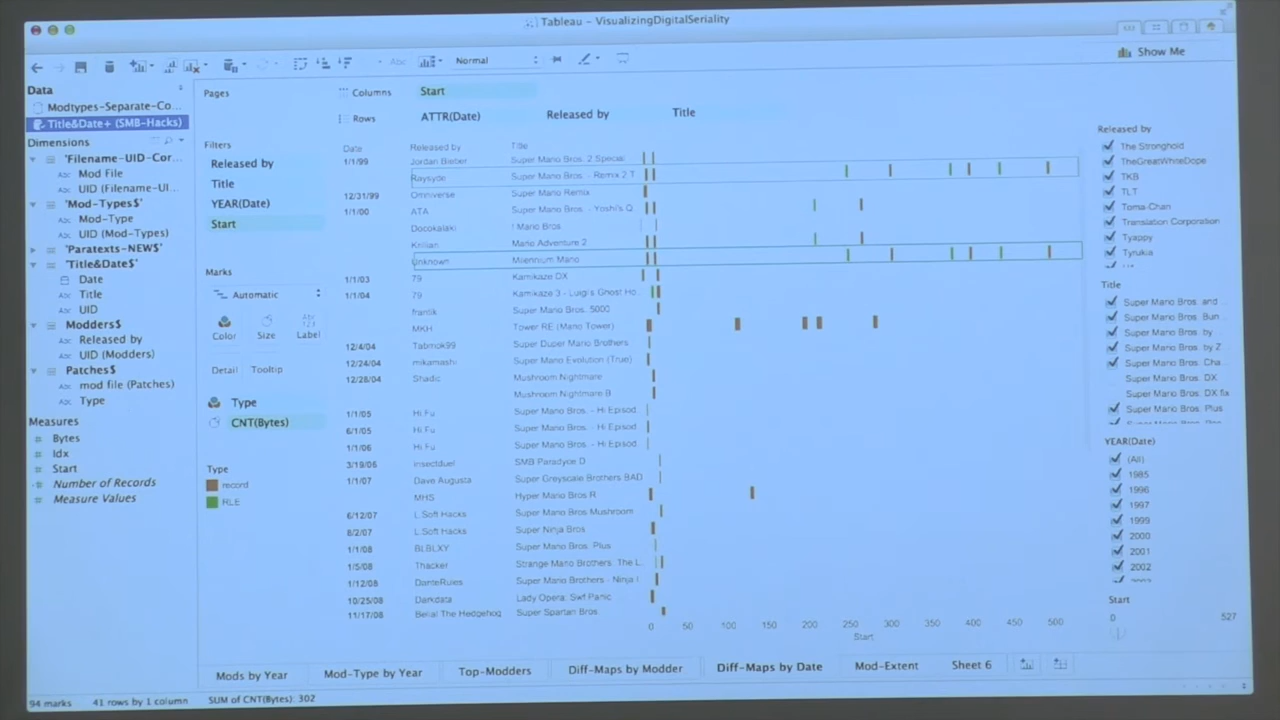 Tableau - VisualizingDigitalSeriality
Show Me
Abc
Normal
Data
Modtypes-Separate-Co...
Title&Date+ (SMB-Hacks)
Dimensions
'Filename-UID-Cor...
Abc Mod File
Abc UID (Filename-UI...
'Mod-Types$'
Abc Mod-Type
Abc UID (Mod-Types)
'Paratexts-NEW$'
'Title&Date$'
Date
Abc Title
Abc UID
Modders$
Abc Released by
Abc UID (Modders)
Patches$
Abc mod file (Patches)
Abc Type
Measures
# Bytes
# Idx
# Start
# Number of Records
# Measure Values
Pages
Filters
Released by
Title
YEAR(Date)
Start
Marks
Automatic
Color Size Label
Detail Tooltip
Type
CNT(Bytes)
Type
record
RLE
Columns Start
Rows ATTR(Date) Released by Title
Date Released by Title
1/1/99 Jordan Bieber Super Mario Bros. 2 Special
Raysyde Super Mario Bros. - Remix 2 T
12/31/99 Omniverse Super Mario Remix
1/1/00 ATA Super Mario Bros. - Yoshi's Q
Dockalaki ! Mario Bros
Krillian Mario Adventure 2
Unknown Millennium Mario
1/1/03 79 Kamikaze DX
1/1/04 79 Kamikaze 3 - Luigi's Ghost Ho..
frantik Super Mario Bros. 5000
MKH Tower RE (Mario Tower)
12/4/04 Tabmok99 Super Duper Mario Brothers
12/24/04 mikamashi Super Mario Evolution (True)
12/28/04 Shadic Mushroom Nightmare
Mushroom Nightmare B
1/1/05 Hi Fu Super Mario Bros. - Hi Episod.
6/1/05 Hi Fu Super Mario Bros. - Hi Episod.
1/1/06 Hi Fu Super Mario Bros. - Hi Episod.
3/19/06 insectduel SMB Paradyce D
1/1/07 Dave Augusta Super Greyscale Brothers BAD
MHS Hyper Mario Bros R
6/12/07 L.Soft Hacks Super Mario Bros Mushroom
8/2/07 L.Soft Hacks Super Ninja Bros
1/1/08 BLBLXY Super Mario Bros. Plus
1/5/08 Thacker Strange Mario Brothers. The L..
1/12/08 DanteRules Super Mario Brothers - Ninja I
10/25/08 Darkdata Lady Opera: Swf Panic
11/17/08 Bekai The Hedgehog Super Spartan Bros
0 50 100 150 200 250 300 350 400 450 500
Start
Released by
The Stronghold
TheGreatWhiteDope
TKB
TLT
Toma-Chan
Translation Corporation
Tyappy
Tyrukia
Title
Super Mario Bros. and ..
Super Mario Bros. Bun ..
Super Mario Bros. by ..
Super Mario Bros. by Z..
Super Mario Bros. Cha..
Super Mario Bros. DX
Super Mario Bros. DX fix
Super Mario Bros. Plus
YEAR(Date)
(All)
1985
1996
1997
1999
2000
2001
2002
Start
0 527
Mods by Year Mod-Type by Year Top-Modders Diff-Maps by Modder Diff-Maps by Date Mod-Extent Sheet 6
94 marks 41 rows by 1 column SUM of CNT(Bytes): 302